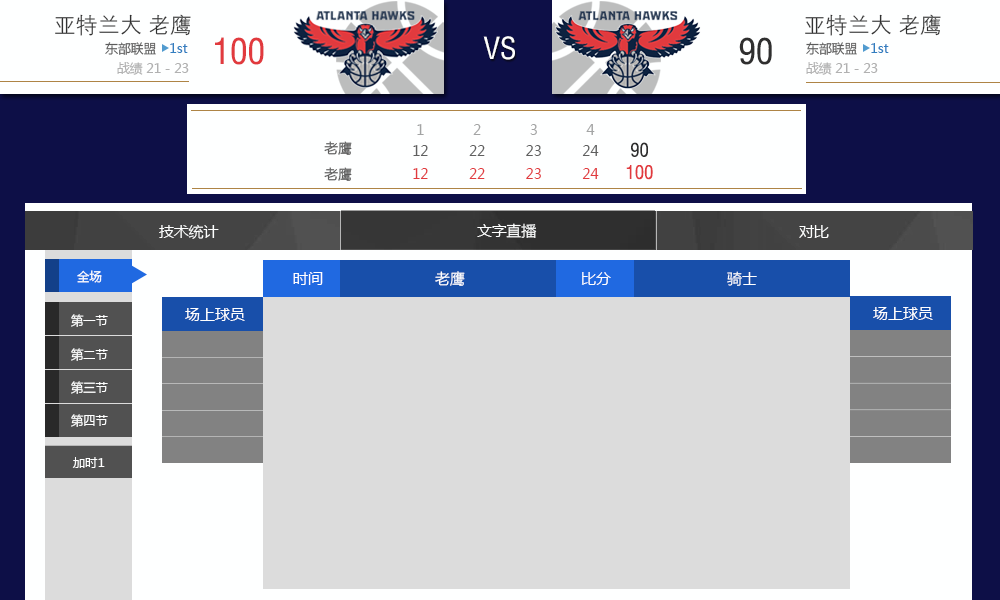 亚特兰大 老鹰
东部联盟 ▶1st
战绩 21 - 23
100
ATLANTA HAWKS
VS
ATLANTA HAWKS
90
亚特兰大 老鹰
东部联盟 ▶1st
战绩 21 - 23
1 2 3 4
老鹰 12 22 23 24 90
老鹰 12 22 23 24 100
技术统计 文字直播 对比
全场
第一节
第二节
第三节
第四节
加时1
场上球员
时间 老鹰 比分 骑士
场上球员